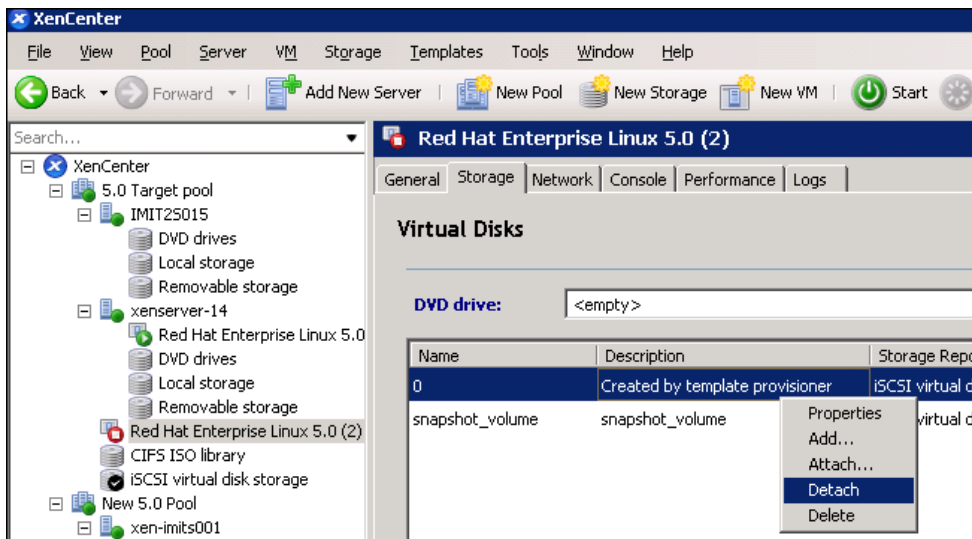 XenCenter
File View Pool Server VM Storage Templates Tools Window Help
Back Forward Add New Server New Pool New Storage New VM Start
Search...
Red Hat Enterprise Linux 5.0 (2)
XenCenter
5.0 Target pool
IMIT2S015
DVD drives
Local storage
Removable storage
xenserver-14
Red Hat Enterprise Linux 5.0
DVD drives
Local storage
Removable storage
Red Hat Enterprise Linux 5.0 (2)
CIFS ISO library
iSCSI virtual disk storage
New 5.0 Pool
xen-imits001
General Storage Network Console Performance Logs
Virtual Disks
DVD drive: <empty>
Name Description Storage Repo
0 Created by template provisioner iSCSI virtual d
snapshot_volume snapshot_volume virtual d
Properties
Add...
Attach...
Detach
Delete